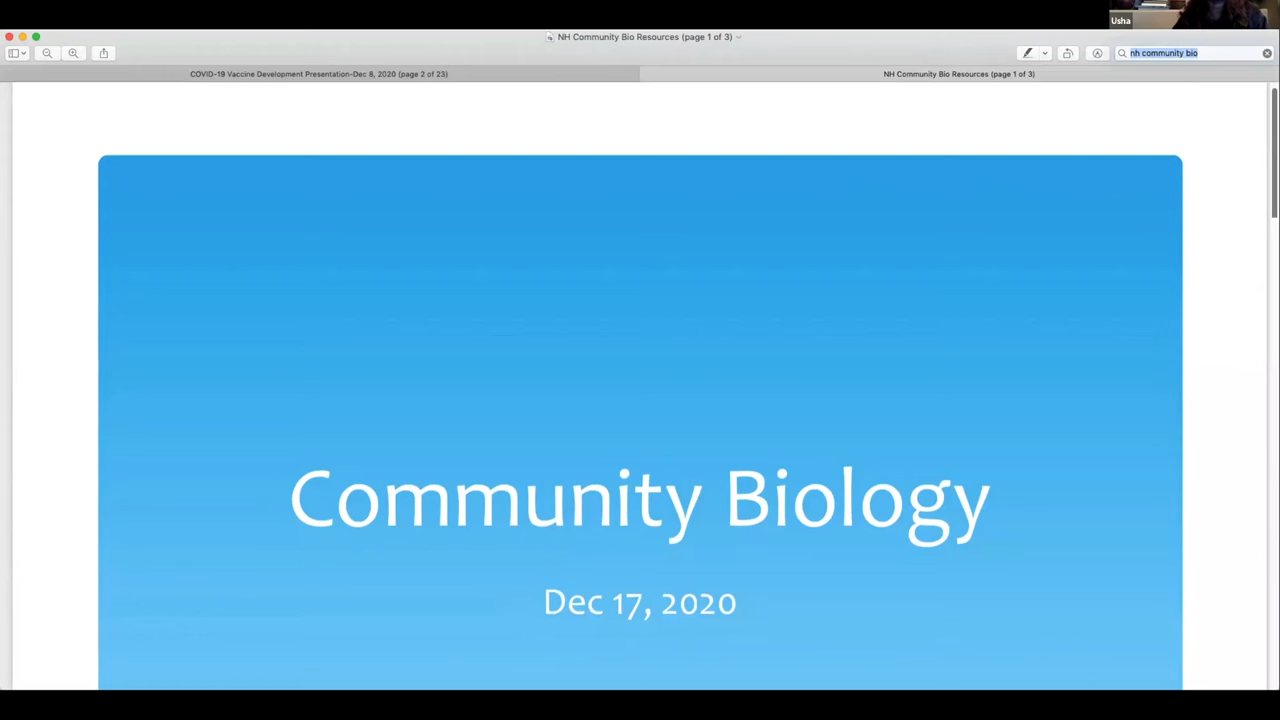 Usha
NH Community Bio Resources (page 1 of 3)
nh community bio
COVID-19 Vaccine Development Presentation-Dec 8, 2020 (page 2 of 23)
NH Community Bio Resources (page 1 of 3)
Community Biology
Dec 17, 2020